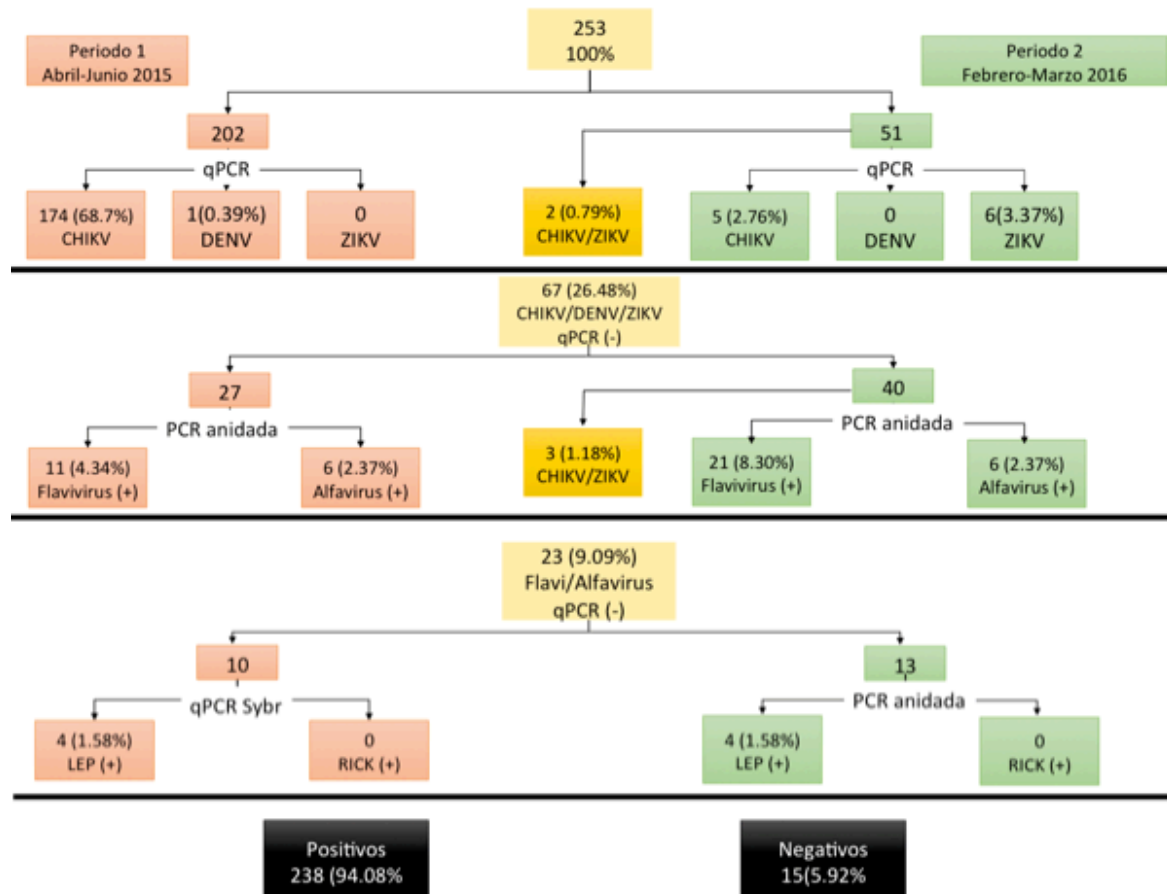 253
100%
Periodo 1
Abril-Junio 2015
Periodo 2
Febrero-Marzo 2016
202
51
qPCR
qPCR
174 (68.7%)
CHIKV
1(0.39%)
DENV
0
ZIKV
2 (0.79%)
CHIKV/ZIKV
5 (2.76%)
CHIKV
0
DENV
6(3.37%)
ZIKV
67 (26.48%)
CHIKV/DENV/ZIKV
qPCR (-)
27
40
PCR anidada
PCR anidada
11 (4.34%)
Flavivirus (+)
6 (2.37%)
Alfavirus (+)
3 (1.18%)
CHIKV/ZIKV
21 (8.30%)
Flavivirus (+)
6 (2.37%)
Alfavirus (+)
23 (9.09%)
Flavi/Alfavirus
qPCR (-)
10
13
qPCR Sybr
PCR anidada
4 (1.58%)
LEP (+)
0
RICK (+)
4 (1.58%)
LEP (+)
0
RICK (+)
Positivos
238 (94.08%
Negativos
15(5.92%